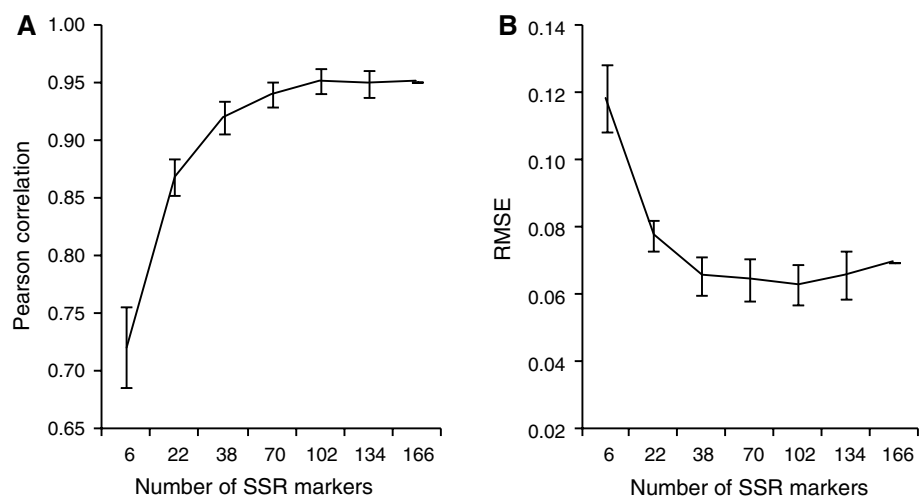 A
1.00
0.95
0.90
0.85
0.80
0.75
0.70
0.65
Pearson correlation
6 22 38 70 102 134 166
Number of SSR markers
B
0.14
0.12
0.10
0.08
0.06
0.04
0.02
RMSE
6 22 38 70 102 134 166
Number of SSR markers